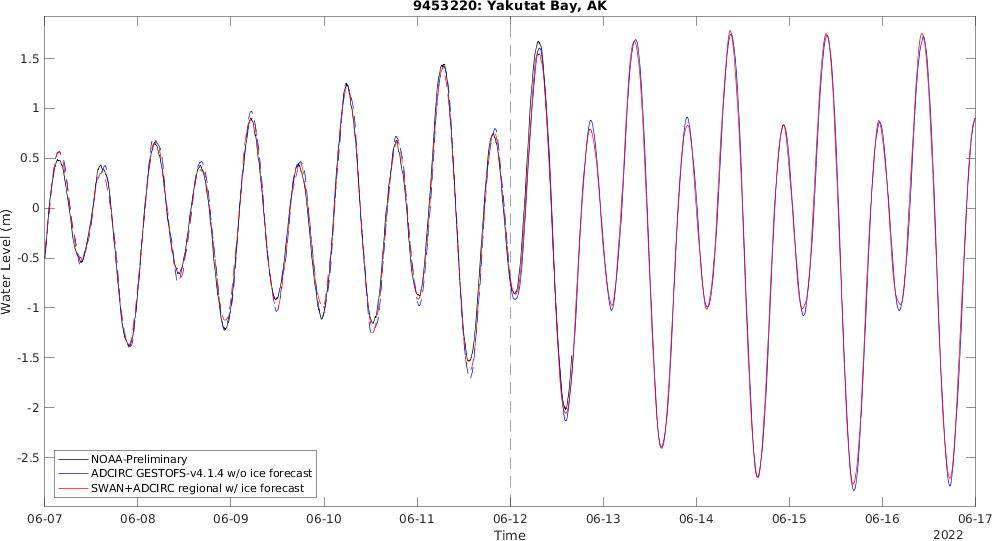 9453220: Yakutat Bay, AK
Water Level (m)
1.5
1
0.5
0
-0.5
-1
-1.5
-2
-2.5
NOAA-Preliminary
ADCIRC GESTOFS-v4.1.4 w/o ice forecast
SWAN+ADCIRC regional w/ ice forecast
06-07 06-08 06-09 06-10 06-11 06-12 06-13 06-14 06-15 06-16 06-17
Time
2022